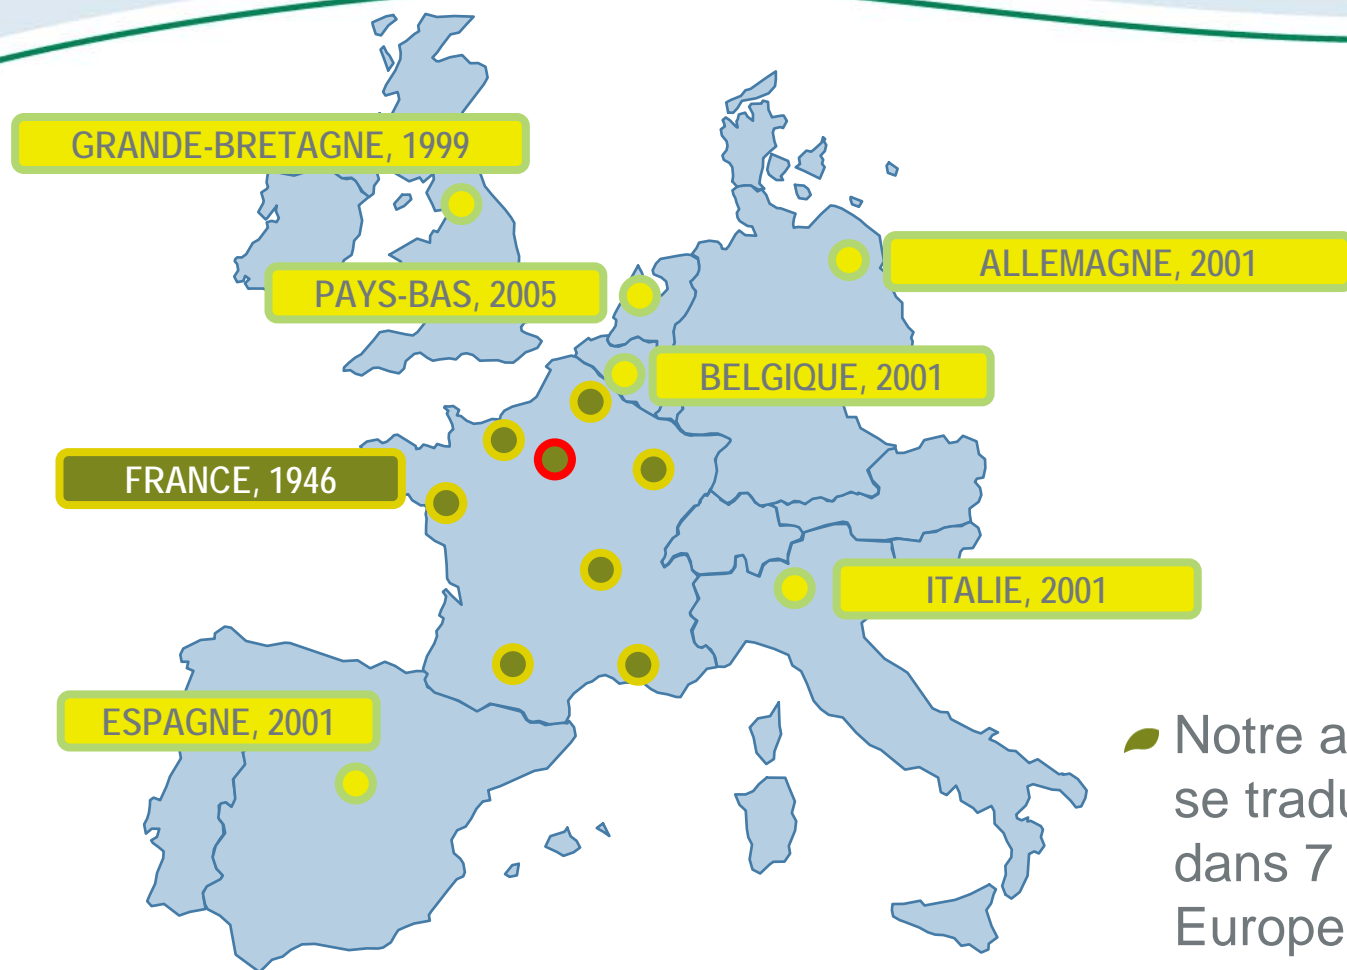 GRANDE-BRETAGNE, 1999
ALLEMAGNE, 2001
PAYS-BAS, 2005
BELGIQUE, 2001
FRANCE, 1946
ITALIE, 2001
ESPAGNE, 2001
Notre a
se tradu
dans 7
Europe